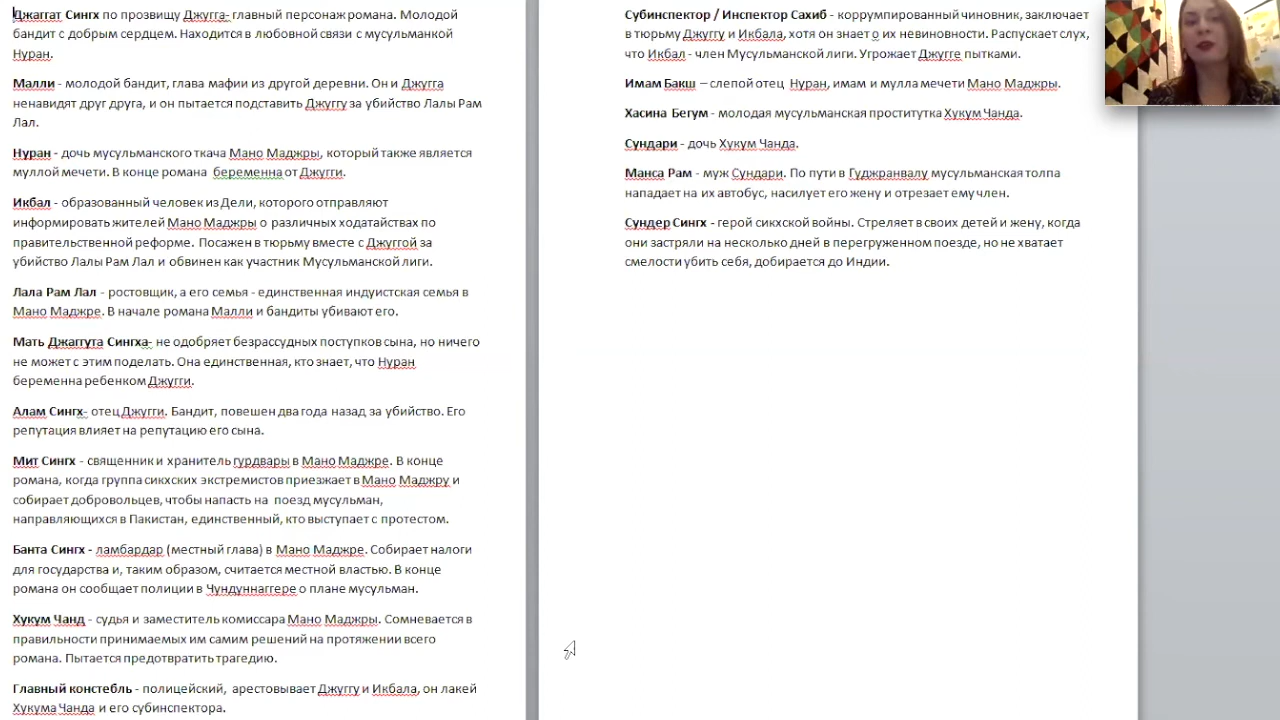 Джаггат Сингх по прозвищу Джугга- главный персонаж романа. Молодой
бандит с добрым сердцем. Находится в любовной связи с мусульманкой
Нуран.
Малли - молодой бандит, глава мафии из другой деревни. Они и Джугга
ненавидят друг друга, и он пытается подставить Джуггу за убийство Лалы Рам
Лал.
Нуран - дочь мусульманского ткача Мано Маджры, который также является
муллой мечети. В конце романа беременна от Джугги.
Икбал - образованный человек из Дели, которого отправляют
информировать жителей Мано Маджры о различных ходатайствах по
правительственной реформе. Посажен в тюрьму вместе с Джуггой за
убийство Лалы Рам Лал и обвинен как участник Мусульманской лиги.
Лала Рам Лал - ростовщик, а его семья - единственная индуистская семья в
Мано Маджре. В начале романа Малли и бандиты убивают его.
Мать Джаггута Сингха- не одобряет безрассудных поступков сына, но ничего
не может с этим поделать. Она единственная, кто знает, что Нуран
беременна ребенком Джугги.
Алам Сингх- отец Джугги. Бандит, повешен два года назад за убийство. Его
репутация влияет на репутацию его сына.
Мит Сингх - священник и хранитель гурдвары в Мано Маджре. В конце
романа, когда группа сикхских экстремистов приезжает в Мано Маджру и
собирает добровольцев, чтобы напасть на поезд мусульман,
направляющихся в Пакистан, единственный, кто выступает с протестом.
Банта Сингх - ламбардар (местный глава) в Мано Маджре. Собирает налоги
для государства и, таким образом, считается местной властью. В конце
романа он сообщает полиции в Чундуннаггере о плане мусульман.
Хукум Чанд - судья и заместитель комиссара Мано Маджры. Сомневается в
правильности принимаемых им самим решений на протяжении всего
романа. Пытается предотвратить трагедию.
Главный констебль - полицейский, арестовывает Джуггу и Икбала, он лакей
Хукума Чанда и его субинспектора.
Субинспектор / Инспектор Сахиб - коррумпированный чиновник, заключает
в тюрьму Джуггу и Икбала, хотя он знает о их невиновности. Распускает слух,
что Икбал - член Мусульманской лиги. Угрожает Джугге пытками.
Имам Бакш – слепой отец Нуран, имам и мулла мечети Мано Маджры.
Хасина Бегум - молодая мусульманская проститутка Хукум Чанда.
Сундари - дочь Хукум Чанда.
Манса Рам - муж Сундари. По пути в Гуджранвалу мусульманская толпа
нападает на их автобус, насилует его жену и отрезает ему член.
Сундер Сингх - герой сикхской войны. Стреляет в своих детей и жену, когда
они застряли на несколько дней в перегруженном поезде, но не хватает
смелости убить себя, добирается до Индии.